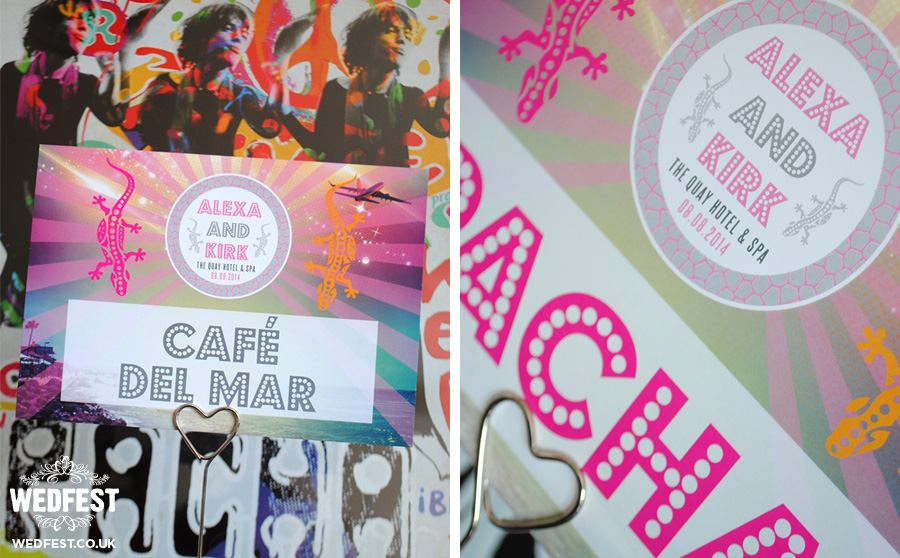 ALEXA
AND
KIRK
THE QUAY HOTEL & SPA
08.08.2014
CAFÉ
DEL MAR
WEDFEST
WEDFEST.CO.UK
ALEXA
AND
KIRK
THE QUAY HOTEL & SPA
08.08.2014
PACHA